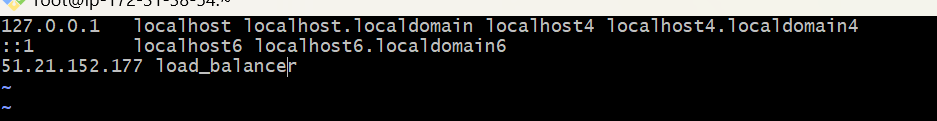 127.0.0.1   localhost localhost.localdomain localhost4 localhost4.localdomain4
::1         localhost6 localhost6.localdomain6
51.21.152.177 load_balancer
~
~